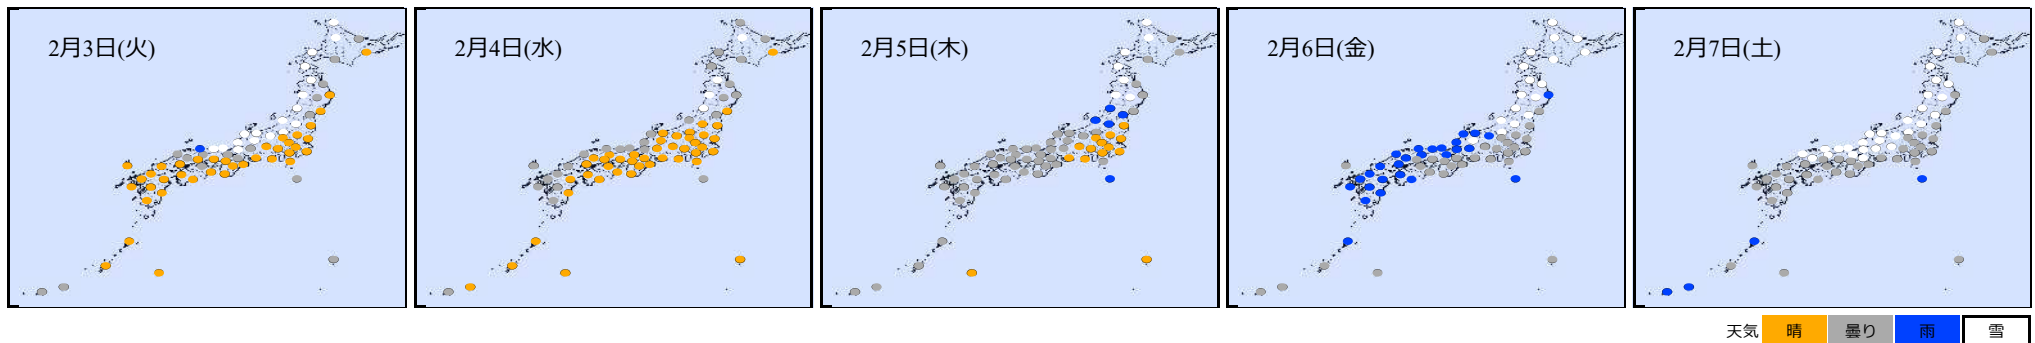 2月3日(火)
2月4日(水)
2月5日(木)
2月6日(金)
2月7日(土)
天気 晴 曇り 雨 雪